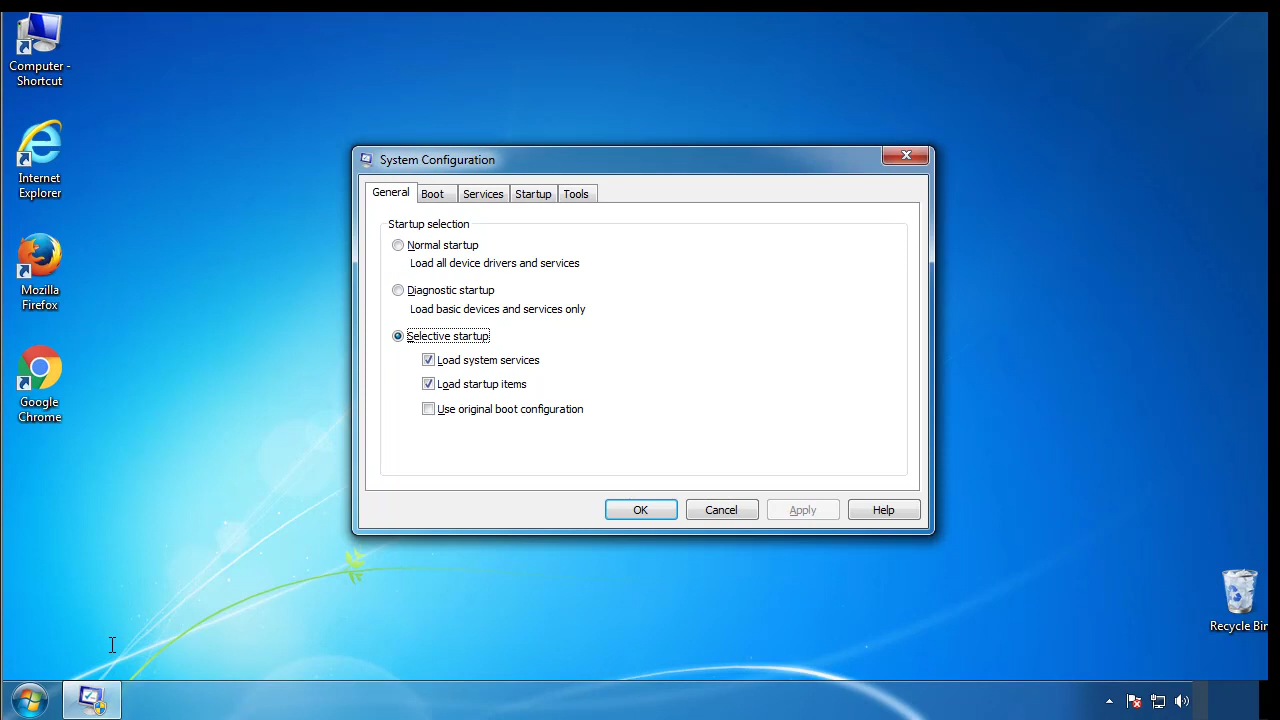 Computer -
Shortcut
Internet
Explorer
Mozilla
Firefox
Google
Chrome
System Configuration
General
Boot
Services
Startup
Tools
Startup selection
Normal startup
Load all device drivers and services
Diagnostic startup
Load basic devices and services only
Selective startup
Load system services
Load startup items
Use original boot configuration
OK
Cancel
Apply
Help
Recycle Bin